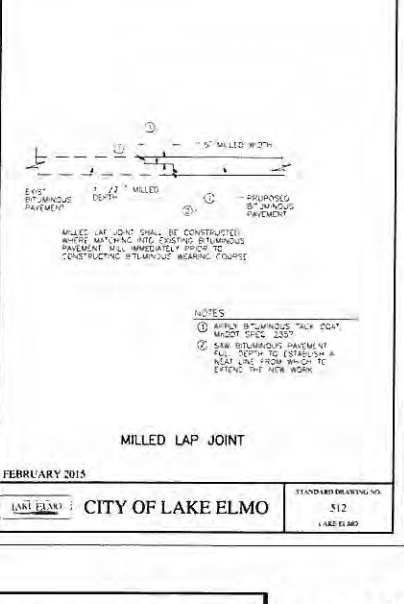 ①
①
MILLED WIDTH
EXIST
BITUMINOUS
PAVEMENT
MILLED
DEPTH
①
②
PROPOSED
BITUMINOUS
PAVEMENT
MILLED LAP JOINT SHALL BE CONSTRUCTED
WHERE MATCHING INTO EXISTING BITUMINOUS
PAVEMENT MILL IMMEDIATELY PRIOR TO
CONSTRUCTING BITUMINOUS WEARING COURSE
NOTES
① APPLY BITUMINOUS TACK COAT,
MNDOT SPEC. 2357
② SAW BITUMINOUS PAVEMENT
FULL DEPTH TO ESTABLISH A
NEAT LINE FROM WHICH TO
EXTEND THE NEW WORK
MILLED LAP JOINT
FEBRUARY 2015
LAKE ELMO
CITY OF LAKE ELMO
STANDARD DRAWING NO.
512
LAKE ELMO